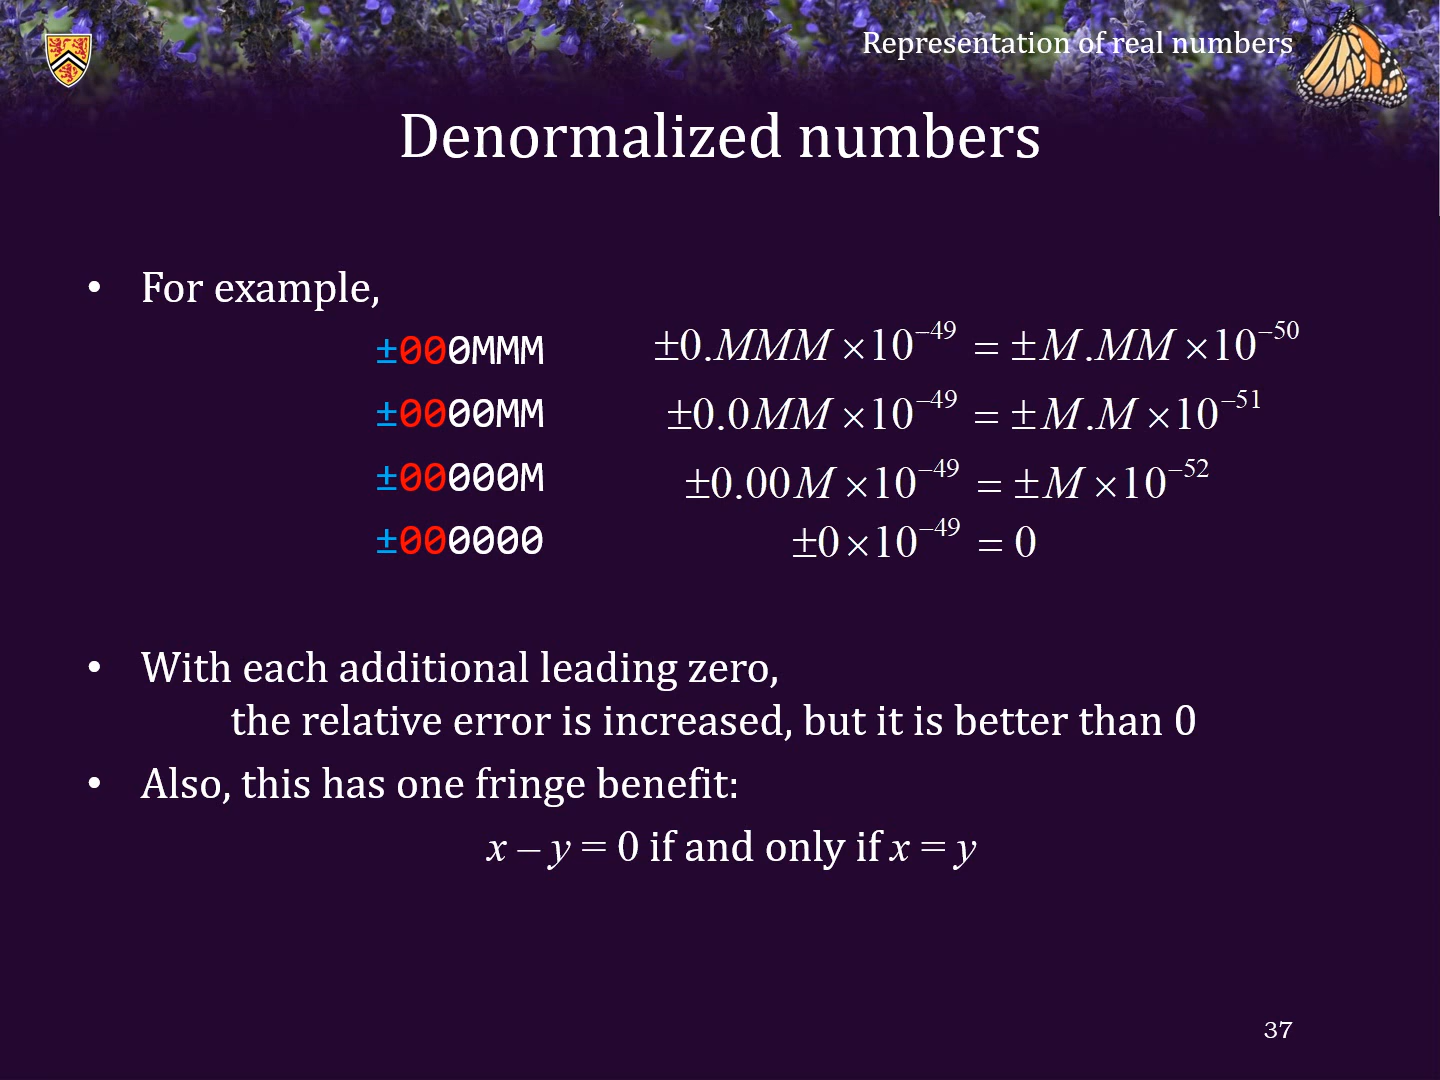 Representation of real numbers
Denormalized numbers
• For example,
±000MMM ±0.MMM ×10⁻⁴⁹ = ±M.MM ×10⁻⁵⁰
±0000MM ±0.0MM ×10⁻⁴⁹ = ±M.M ×10⁻⁵¹
±00000M ±0.00M ×10⁻⁴⁹ = ±M ×10⁻⁵²
±000000 ±0×10⁻⁴⁹ = 0
• With each additional leading zero,
the relative error is increased, but it is better than 0
• Also, this has one fringe benefit:
x – y = 0 if and only if x = y
37